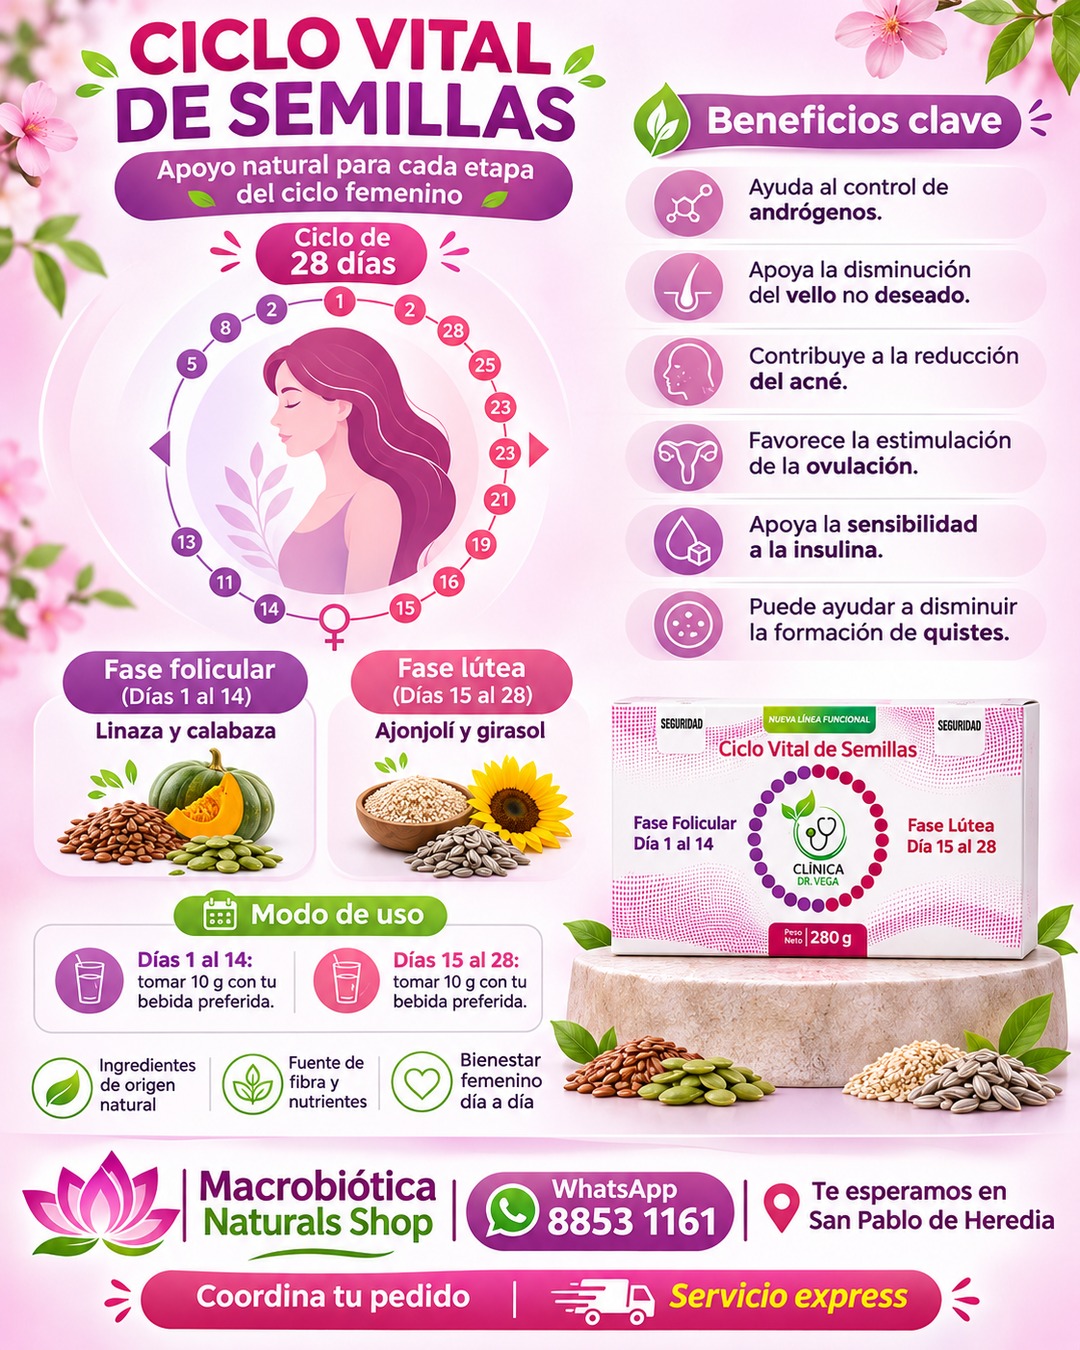 CICLO VITAL
DE SEMILLAS
Apoyo natural para cada etapa
del ciclo femenino
Ciclo de
28 días
1
2
28
25
23
23
21
19
16
15
14
11
13
5
8
2
Fase folicular
(Días 1 al 14)
Linaza y calabaza
Fase lútea
(Días 15 al 28)
Ajonjolí y girasol
Modo de uso
Días 1 al 14:
tomar 10 g con tu
bebida preferida.
Días 15 al 28:
tomar 10 g con tu
bebida preferida.
Ingredientes
de origen
natural
Fuente de
fibra y
nutrientes
Bienestar
femenino
día a día
Beneficios clave
Ayuda al control de
andrógenos.
Apoya la disminución
del vello no deseado.
Contribuye a la reducción
del acné.
Favorece la estimulación
de la ovulación.
Apoya la sensibilidad
a la insulina.
Puede ayudar a disminuir
la formación de quistes.
SEGURIDAD
NUEVA LÍNEA FUNCIONAL
SEGURIDAD
Ciclo Vital de Semillas
Fase Folicular
Día 1 al 14
CLÍNICA
DR. VEGA
Fase Lútea
Día 15 al 28
Peso
Neto
280 g
Macrobiótica
Naturals Shop
WhatsApp
8853 1161
Te esperamos en
San Pablo de Heredia
Coordina tu pedido
Servicio express